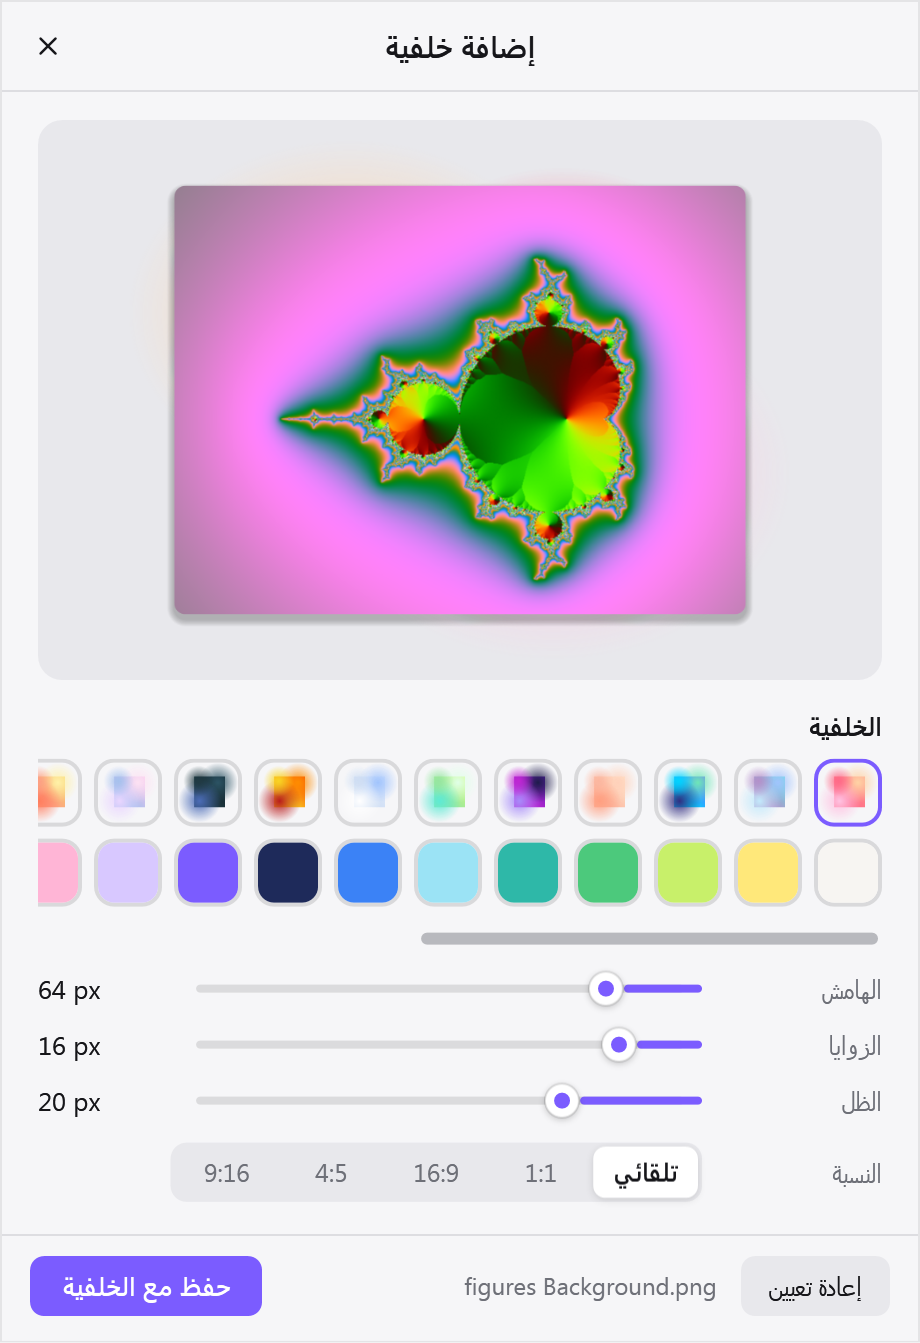 إضافة خلفية
الخلفية
الهامش 64 px
الزوايا 16 px
الظل 20 px
النسبة تلقائي 1:1 16:9 4:5 9:16
إعادة تعيين figures Background.png حفظ مع الخلفية